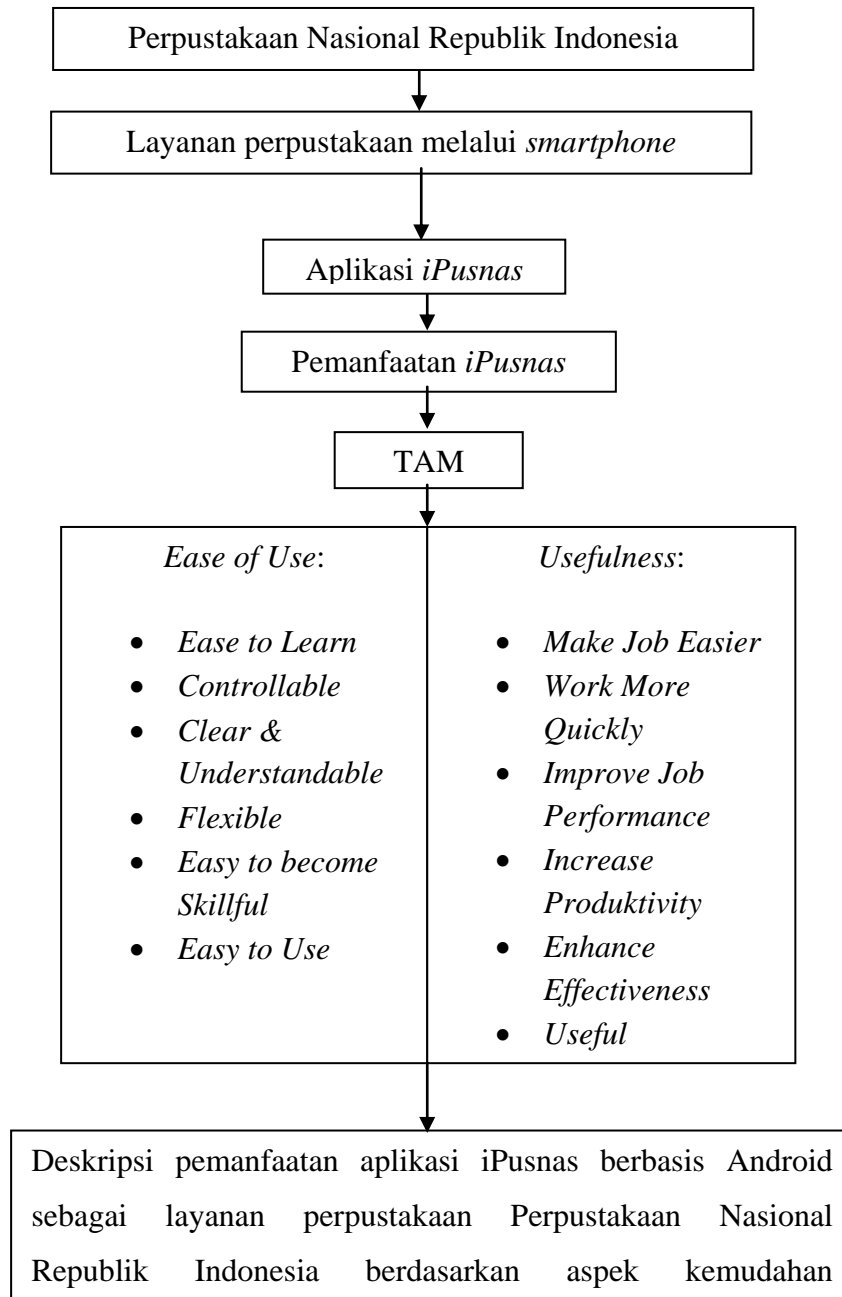 Perpustakaan Nasional Republik Indonesia
Layanan perpustakaan melalui smartphone
Aplikasi iPusnas
Pemanfaatan iPusnas
TAM
Ease of Use:
• Ease to Learn
• Controllable
• Clear &
Understandable
• Flexible
• Easy to become
Skillful
• Easy to Use
Usefulness:
• Make Job Easier
• Work More
Quickly
• Improve Job
Performance
• Increase
Produktivity
• Enhance
Effectiveness
• Useful
Deskripsi pemanfaatan aplikasi iPusnas berbasis Android
sebagai layanan perpustakaan Perpustakaan Nasional
Republik Indonesia berdasarkan aspek kemudahan